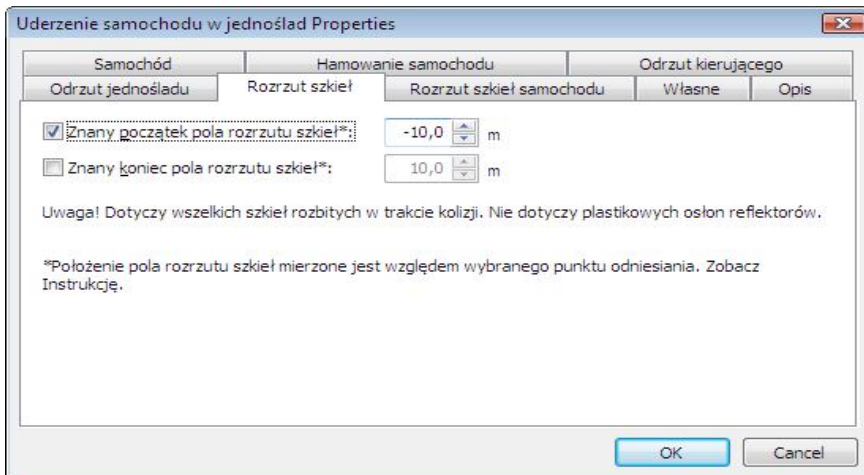 Uderzenie samochodu w jednoślad Properties
Samochód Hamowanie samochodu Odrzut kierującego
Odrzut jednośladu Rozrzut szkieł Rozrzut szkieł samochodu Własne Opis
Znany początek pola rozrzutu szkieł*: -10,0 m
Znany koniec pola rozrzutu szkieł*: 10,0 m
Uwaga! Dotyczy wszelkich szkieł rozbitych w trakcie kolizji. Nie dotyczy plastikowych osłon reflektorów.
*Położenie pola rozrzutu szkieł mierzone jest względem wybranego punktu odniesiania. Zobacz
Instrukcję.
OK Cancel